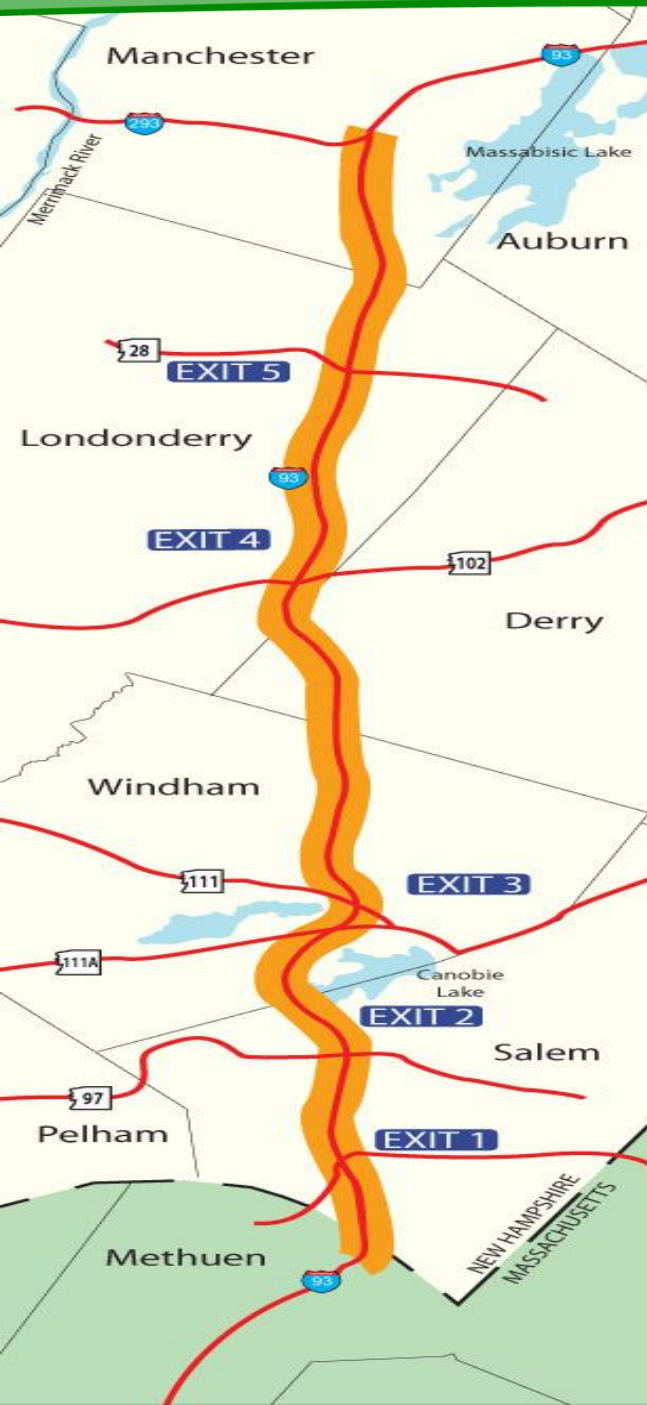 Manchester
93
293
Merrimack River
Massabisic Lake
Auburn
28
EXIT 5
Londonderry
93
EXIT 4
102
Derry
Windham
111
EXIT 3
111A
Canobie
Lake
EXIT 2
Salem
97
Pelham
EXIT 1
NEW HAMPSHIRE
MASSACHUSETTS
Methuen
93